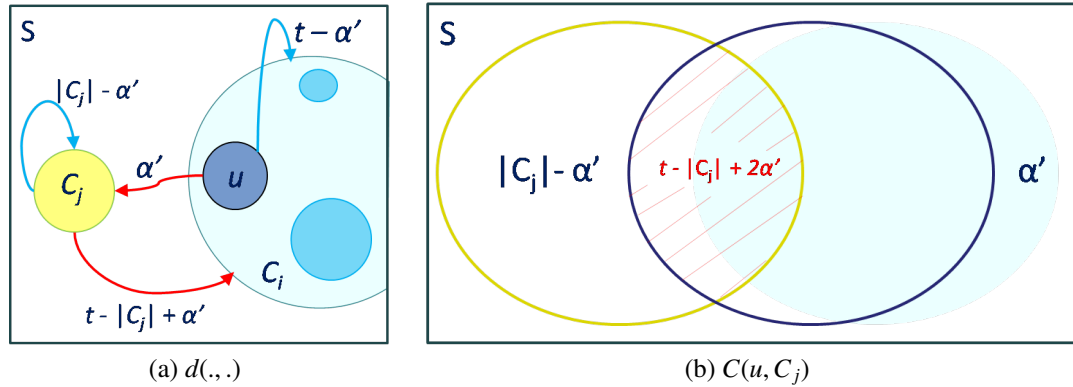 S
t – α'
|Cⱼ| - α'
α'
Cⱼ
u
Cᵢ
t - |Cⱼ| + α'
(a) d(.,.)
S
|Cⱼ| - α'
t - |Cⱼ| + 2α'
α'
(b) C(u, Cⱼ)